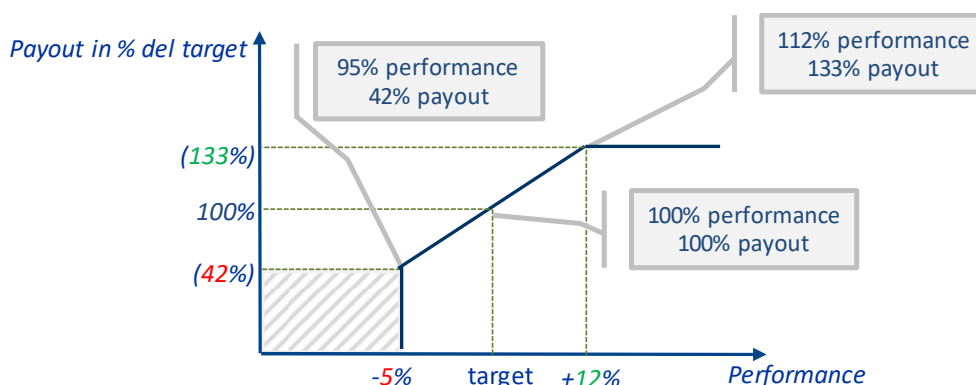 Payout in % del target
95% performance
42% payout
112% performance
133% payout
(133%)
100%
100% performance
100% payout
(42%)
-5%
target
+12%
Performance